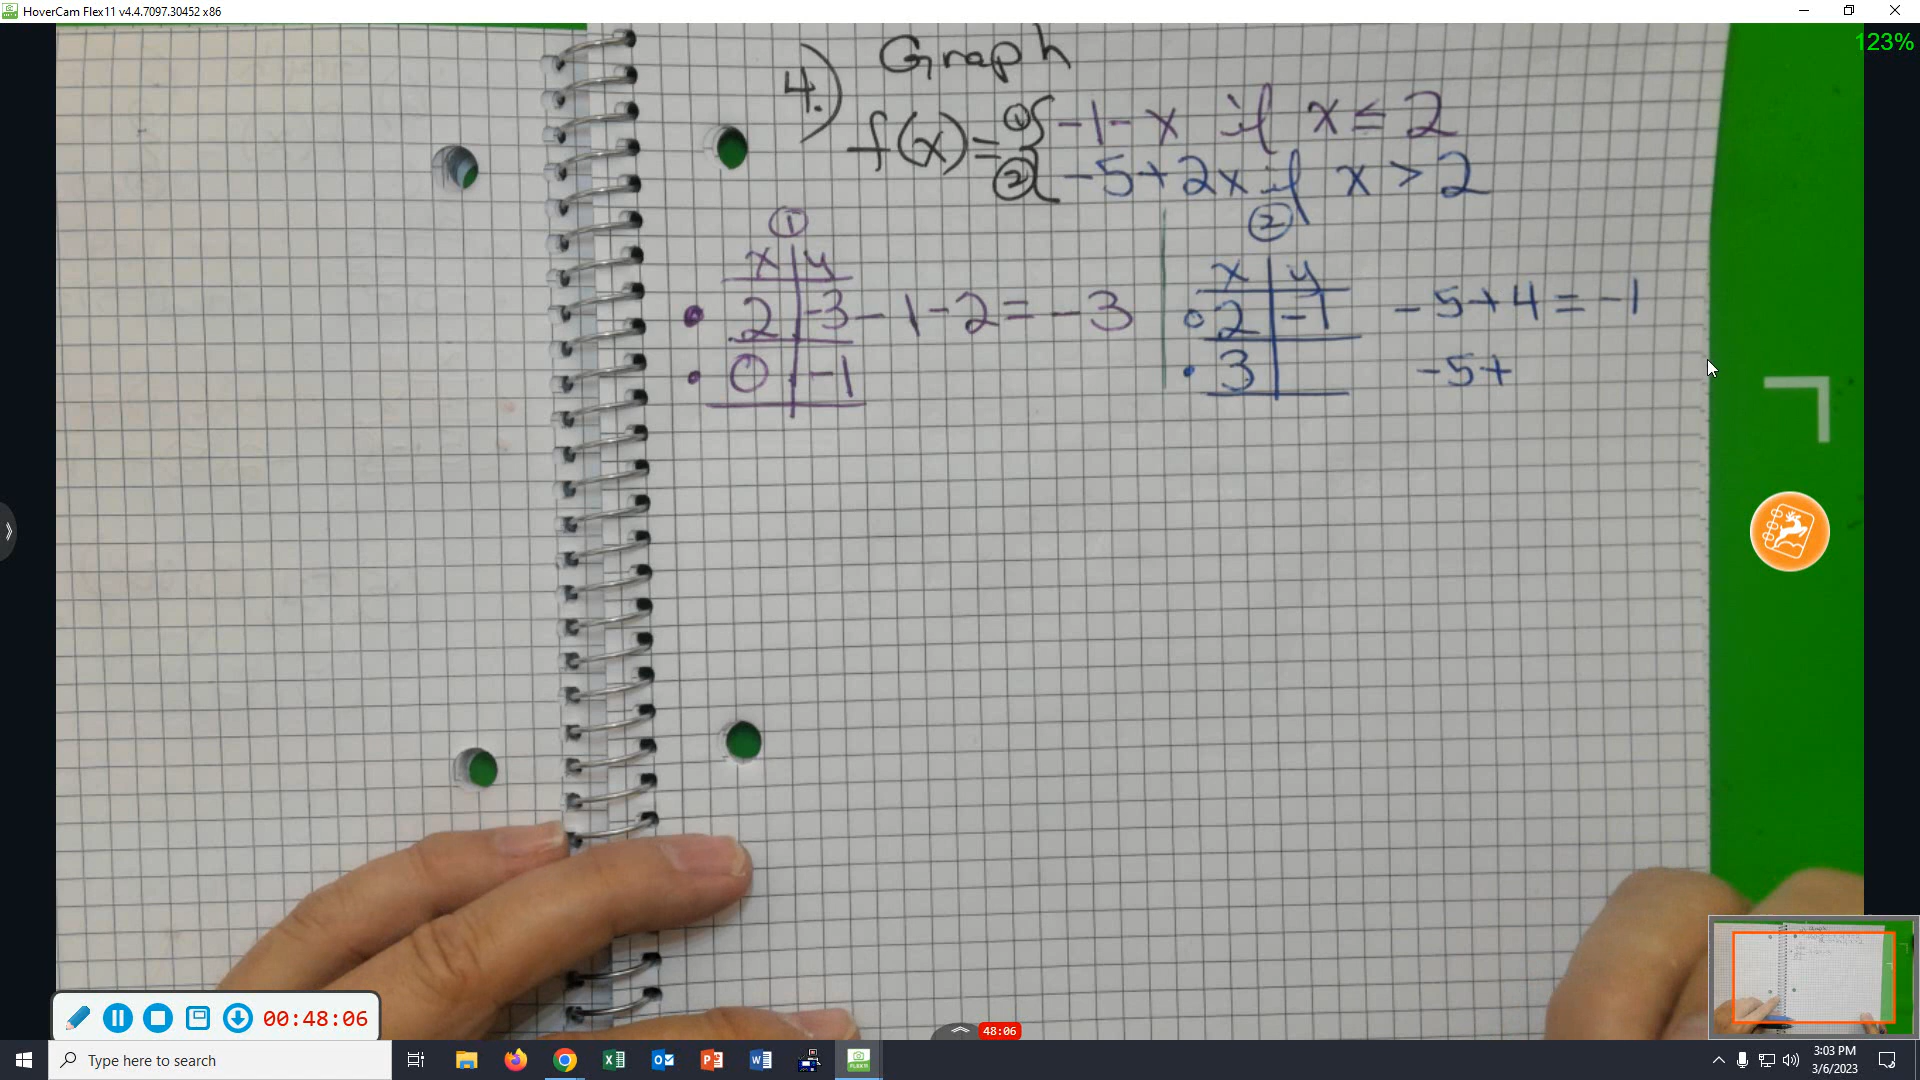 HoverCam Flex11 v4.4.7097.30452 x86
123%
4.) Graph
f(x) = { ① -1-x if x ≤ 2
② -5+2x if x > 2
①
x | y
2 | -3 -1-2 = -3
0 | -1
②
x | y
2 | -1 -5+4 = -1
3 | -5+
00:48:06
48:06
Type here to search
3:03 PM
3/6/2023